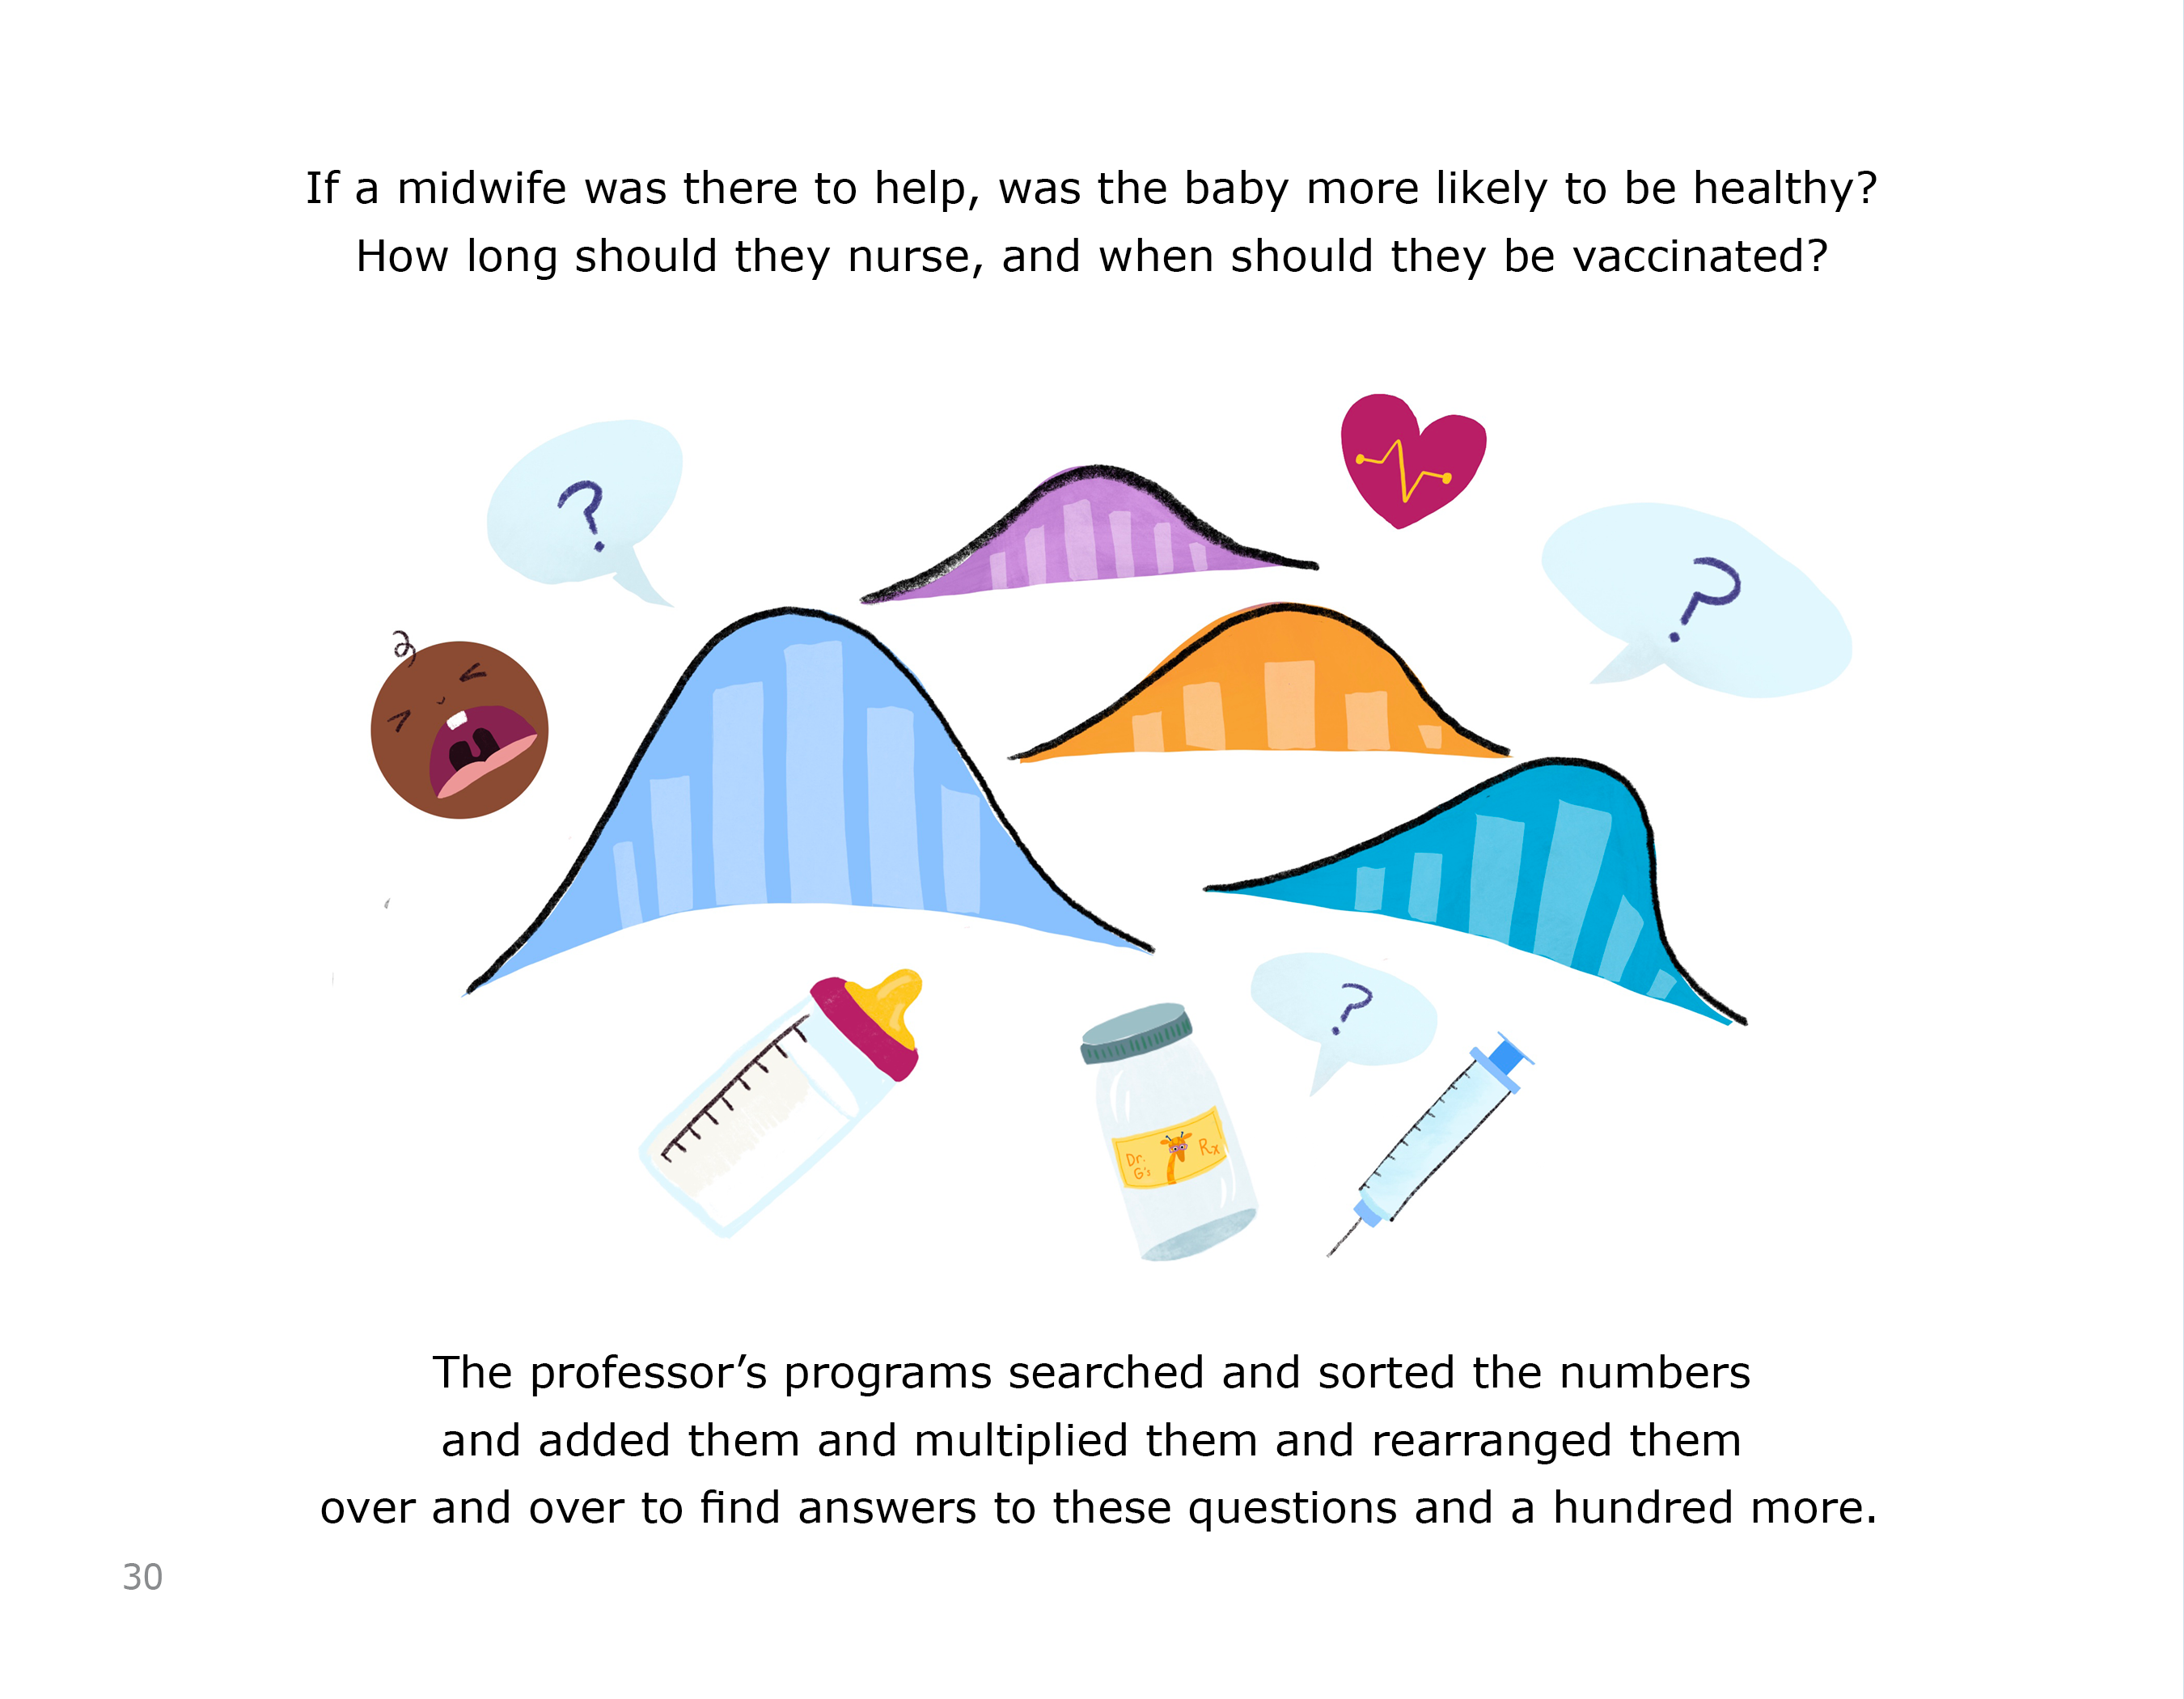 If a midwife was there to help, was the baby more likely to be healthy?
How long should they nurse, and when should they be vaccinated?
?
?
?
Dr.
G's
Rx
The professor’s programs searched and sorted the numbers
and added them and multiplied them and rearranged them
over and over to find answers to these questions and a hundred more.
30